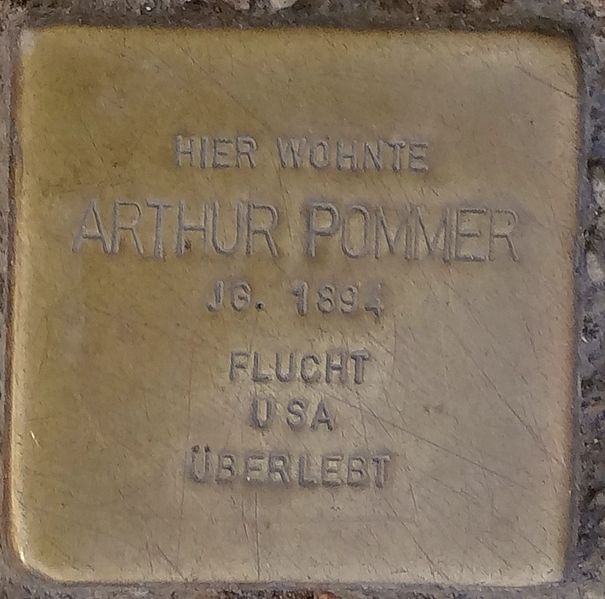 HIER WOHNTE
ARTHUR POMMER
JG. 1894
FLUCHT
USA
ÜBERLEBT